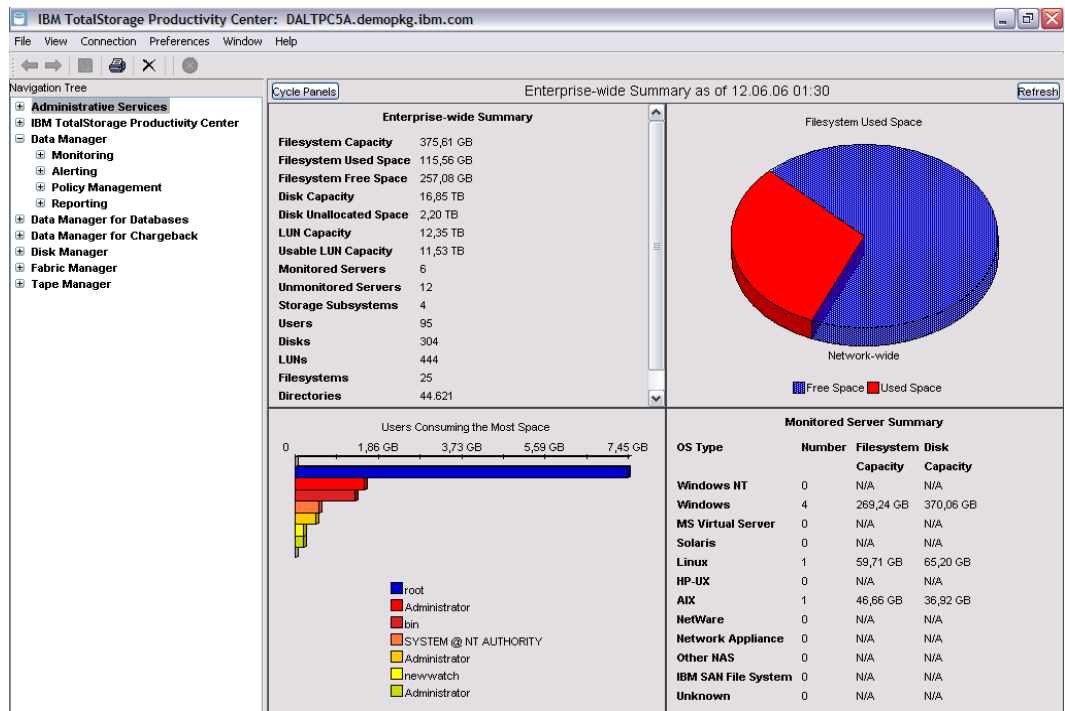 IBM TotalStorage Productivity Center: DALTPC5A.demopkg.ibm.com
File View Connection Preferences Window Help
Navigation Tree
Administrative Services
IBM TotalStorage Productivity Center
Data Manager
Monitoring
Alerting
Policy Management
Reporting
Data Manager for Databases
Data Manager for Chargeback
Disk Manager
Fabric Manager
Tape Manager
Cycle Panels Enterprise-wide Summary as of 12.06.06 01:30 Refresh
Enterprise-wide Summary
Filesystem Capacity 375,61 GB
Filesystem Used Space 115,56 GB
Filesystem Free Space 257,08 GB
Disk Capacity 16,85 TB
Disk Unallocated Space 2,20 TB
LUN Capacity 12,35 TB
Usable LUN Capacity 11,53 TB
Monitored Servers 6
Unmonitored Servers 12
Storage Subsystems 4
Users 95
Disks 304
LUNs 444
Filesystems 25
Directories 44.621
Filesystem Used Space
Network-wide
Free Space Used Space
Users Consuming the Most Space
0 1,86 GB 3,73 GB 5,59 GB 7,45 GB
root
Administrator
bin
SYSTEM @ NT AUTHORITY
Administrator
newwatch
Administrator
Monitored Server Summary
OS Type Number Filesystem Disk
Capacity Capacity
Windows NT 0 N/A N/A
Windows 4 269,24 GB 370,06 GB
MS Virtual Server 0 N/A N/A
Solaris 0 N/A N/A
Linux 1 59,71 GB 65,20 GB
HP-UX 0 N/A N/A
AIX 1 46,66 GB 36,92 GB
NetWare 0 N/A N/A
Network Appliance 0 N/A N/A
Other NAS 0 N/A N/A
IBM SAN File System 0 N/A N/A
Unknown 0 N/A N/A